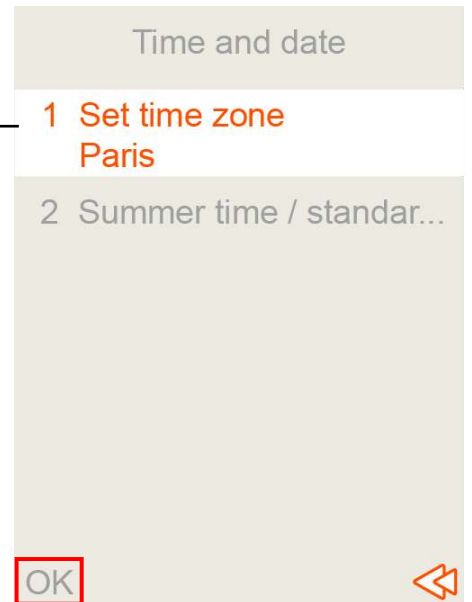 Time and date
1 Set time zone
Paris
2 Summer time / standar...
OK